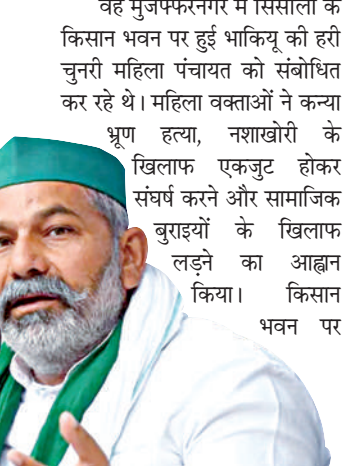 वह मुजफ्फरनगर में सिसौली के
किसान भवन पर हुई भाकियू की हरी
चुनरी महिला पंचायत को संबोधित
कर रहे थे। महिला वक्ताओं ने कन्या
भ्रूण हत्या, नशाखोरी के
खिलाफ एकजुट होकर
संघर्ष करने और सामाजिक
बुराइयों के खिलाफ
लड़ने का आह्वान
किया। किसान
भवन पर